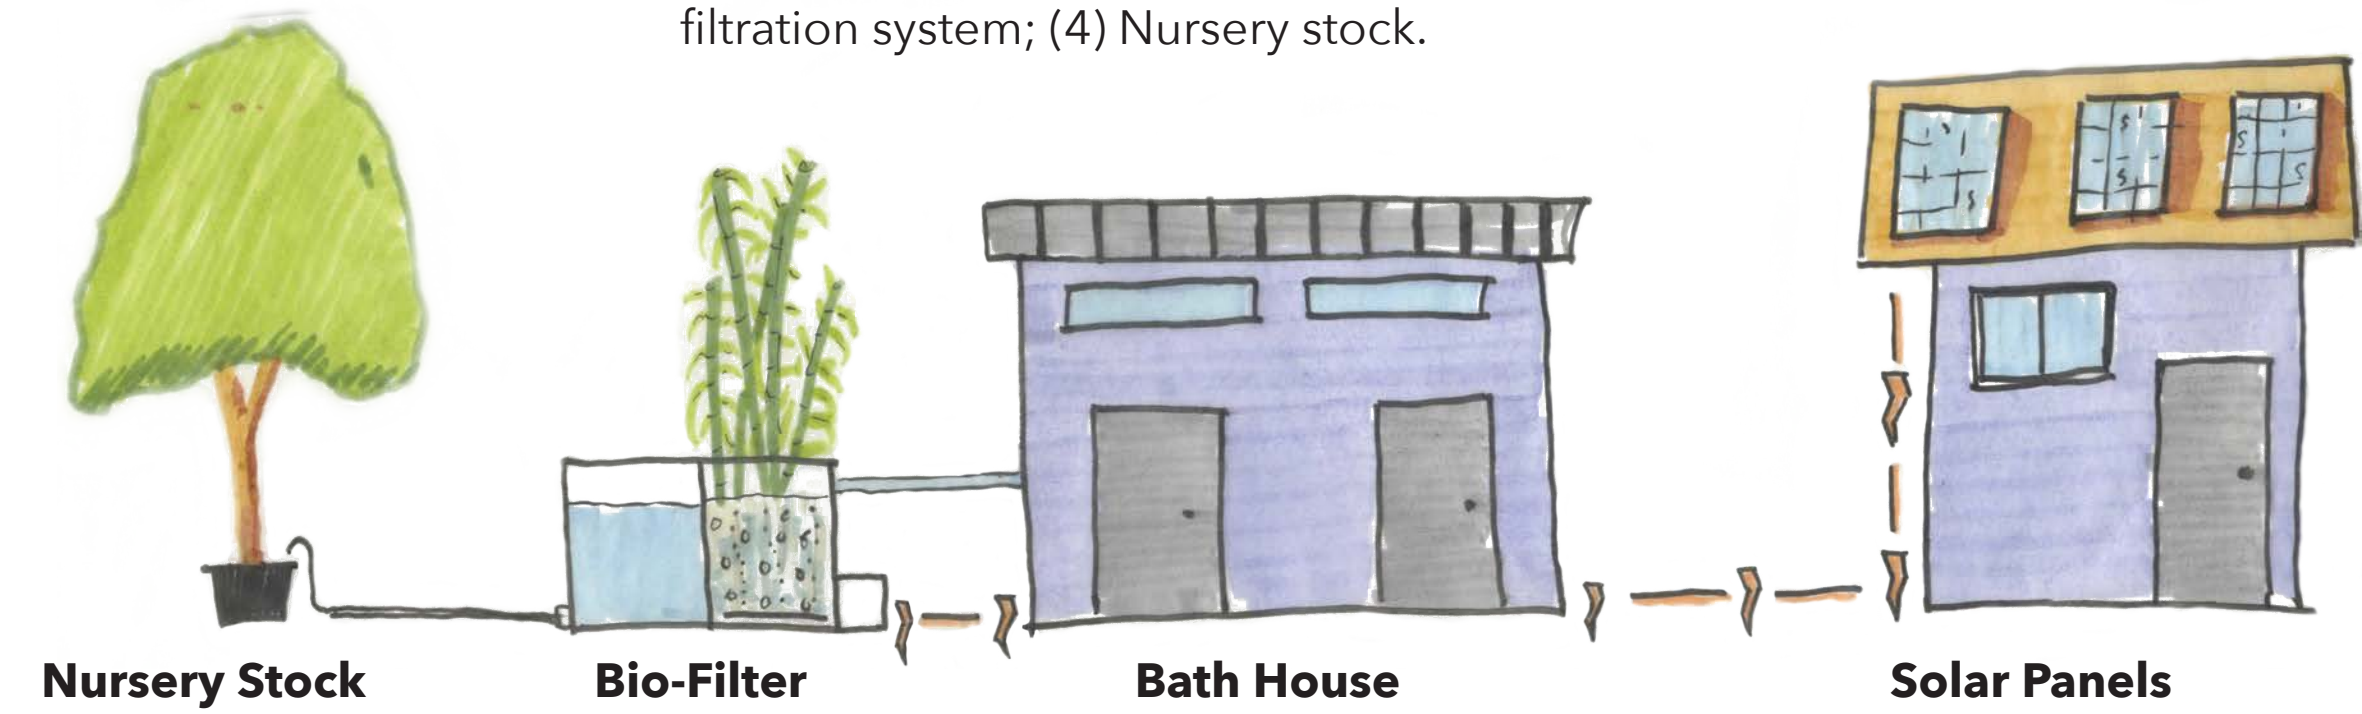 filtration system; (4) Nursery stock.
Nursery Stock
Bio-Filter
Bath House
Solar Panels